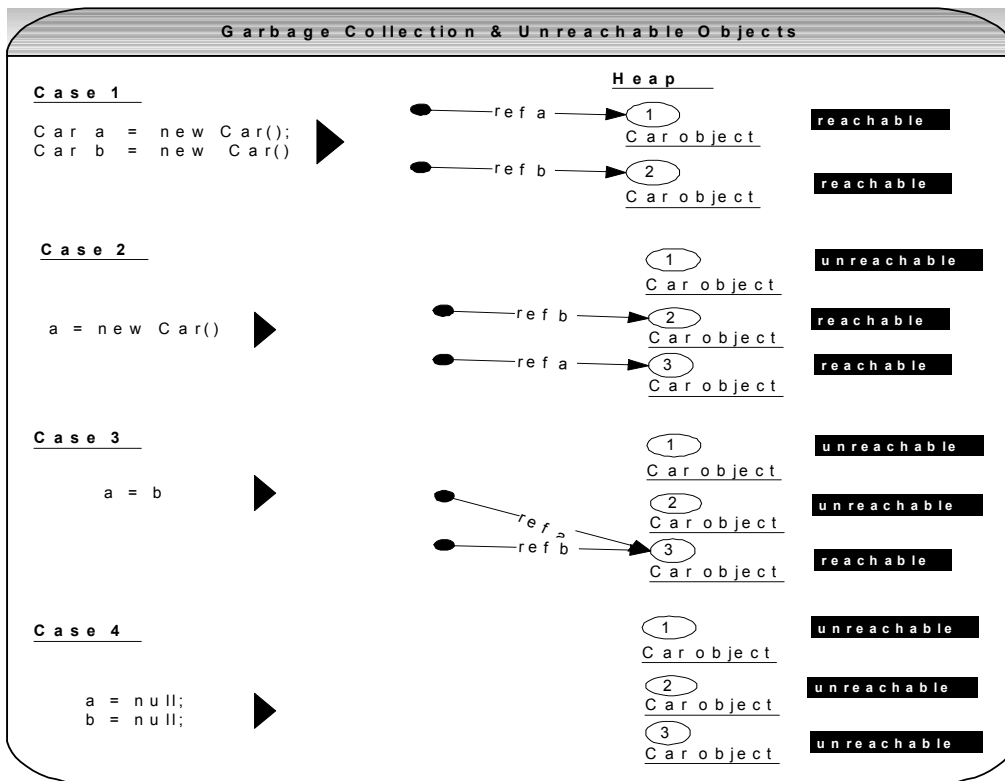 Garbage Collection & Unreachable Objects
Case 1
Heap
Car a = new Car();
Car b = new Car()
ref a
1
Car object
reachable
ref b
2
Car object
reachable
Case 2
1
Car object
unreachable
a = new Car()
ref b
2
Car object
reachable
ref a
3
Car object
reachable
Case 3
1
Car object
unreachable
a = b
ref a
2
Car object
unreachable
ref b
3
Car object
reachable
Case 4
1
Car object
unreachable
a = null;
b = null;
2
Car object
unreachable
3
Car object
unreachable